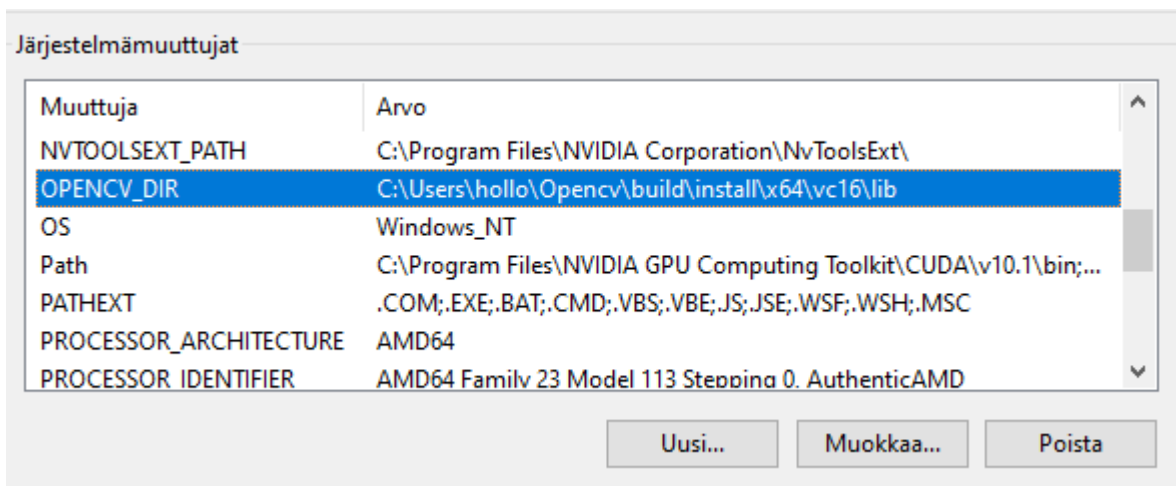 Järjestelmämuuttujat
Muuttuja Arvo
NVTOOLSEXT_PATH C:\Program Files\NVIDIA Corporation\NvToolsExt\
OPENCV_DIR C:\Users\hollo\Opencv\build\install\x64\vc16\lib
OS Windows_NT
Path C:\Program Files\NVIDIA GPU Computing Toolkit\CUDA\v10.1\bin;...
PATHEXT .COM;.EXE;.BAT;.CMD;.VBS;.VBE;.JS;.JSE;.WSF;.WSH;.MSC
PROCESSOR_ARCHITECTURE AMD64
PROCESSOR_IDENTIFIER AMD64 Family 23 Model 113 Stepping 0, AuthenticAMD
Uusi... Muokkaa... Poista